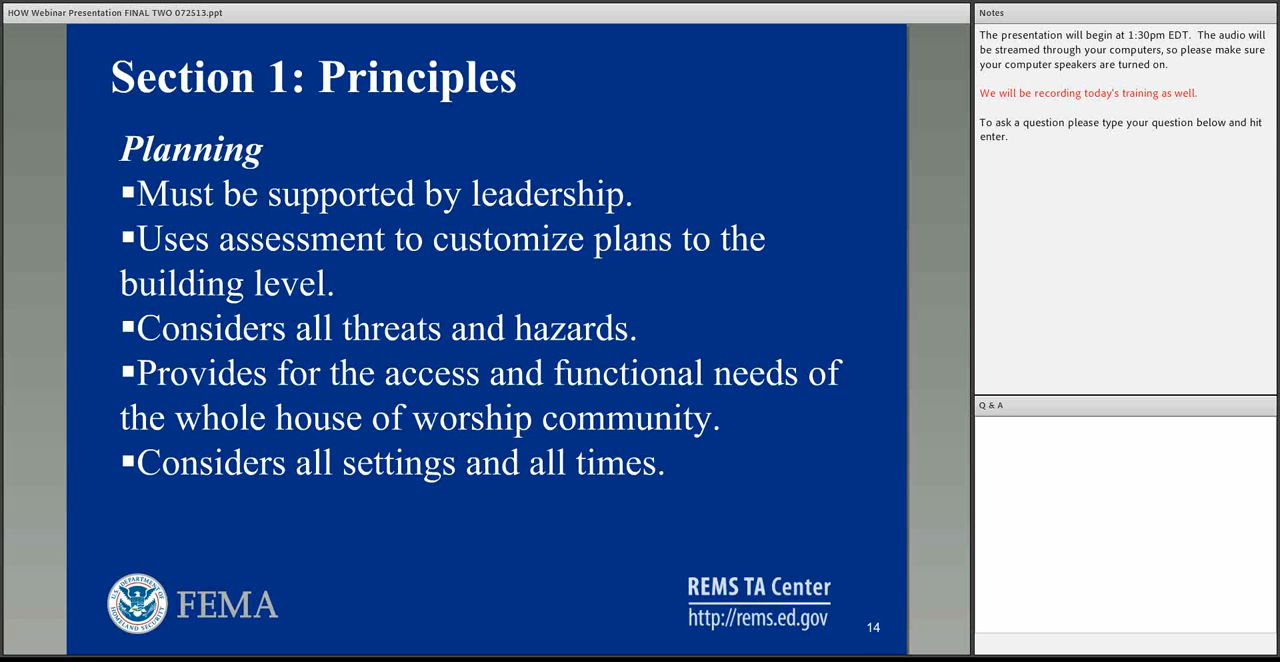 HOW Webinar Presentation FINAL TWO 072513.ppt
Section 1: Principles
Planning
▪Must be supported by leadership.
▪Uses assessment to customize plans to the
building level.
▪Considers all threats and hazards.
▪Provides for the access and functional needs of
the whole house of worship community.
▪Considers all settings and all times.
U.S. DEPARTMENT OF
HOMELAND SECURITY
FEMA
REMS TA Center
http://rems.ed.gov
14
Notes
The presentation will begin at 1:30pm EDT.  The audio will
be streamed through your computers, so please make sure
your computer speakers are turned on.
We will be recording today's training as well.
To ask a question please type your question below and hit
enter.
Q & A